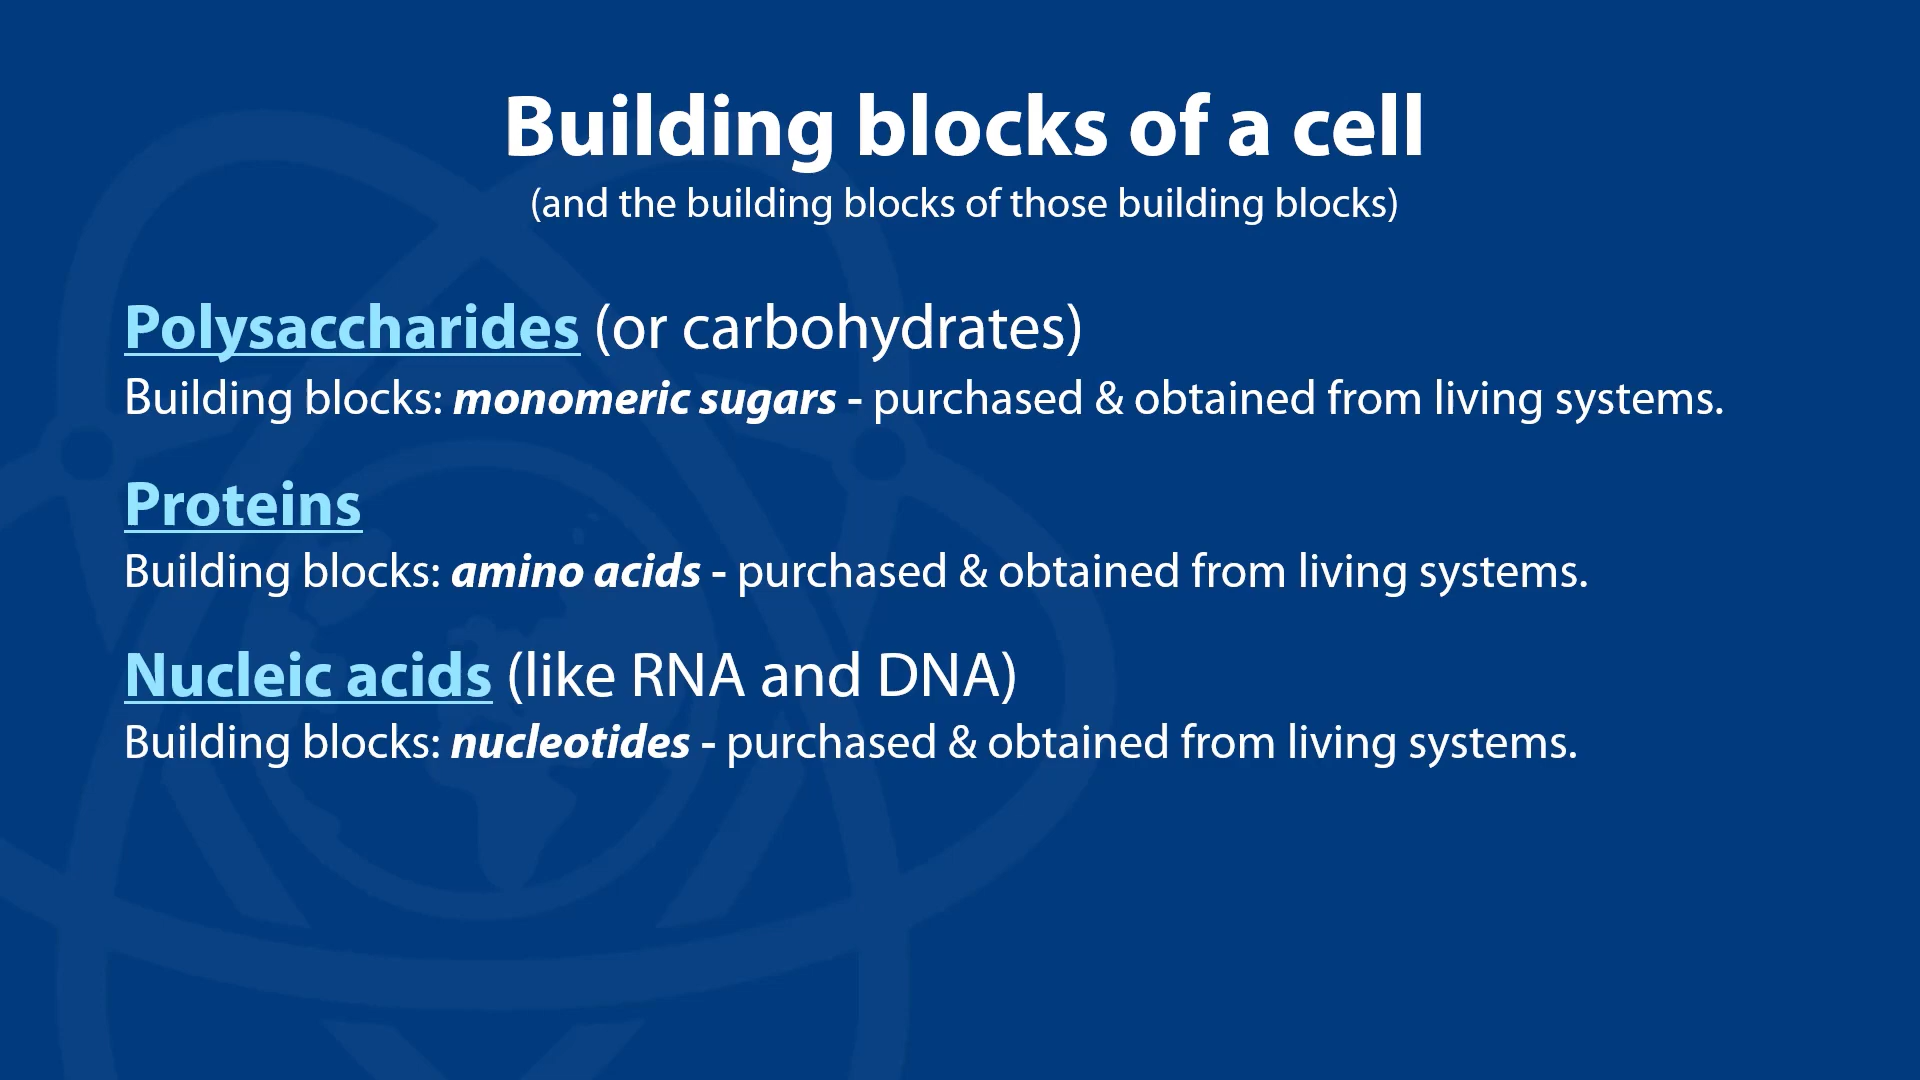 Building blocks of a cell
(and the building blocks of those building blocks)
Polysaccharides (or carbohydrates)
Building blocks: monomeric sugars - purchased & obtained from living systems.
Proteins
Building blocks: amino acids - purchased & obtained from living systems.
Nucleic acids (like RNA and DNA)
Building blocks: nucleotides - purchased & obtained from living systems.